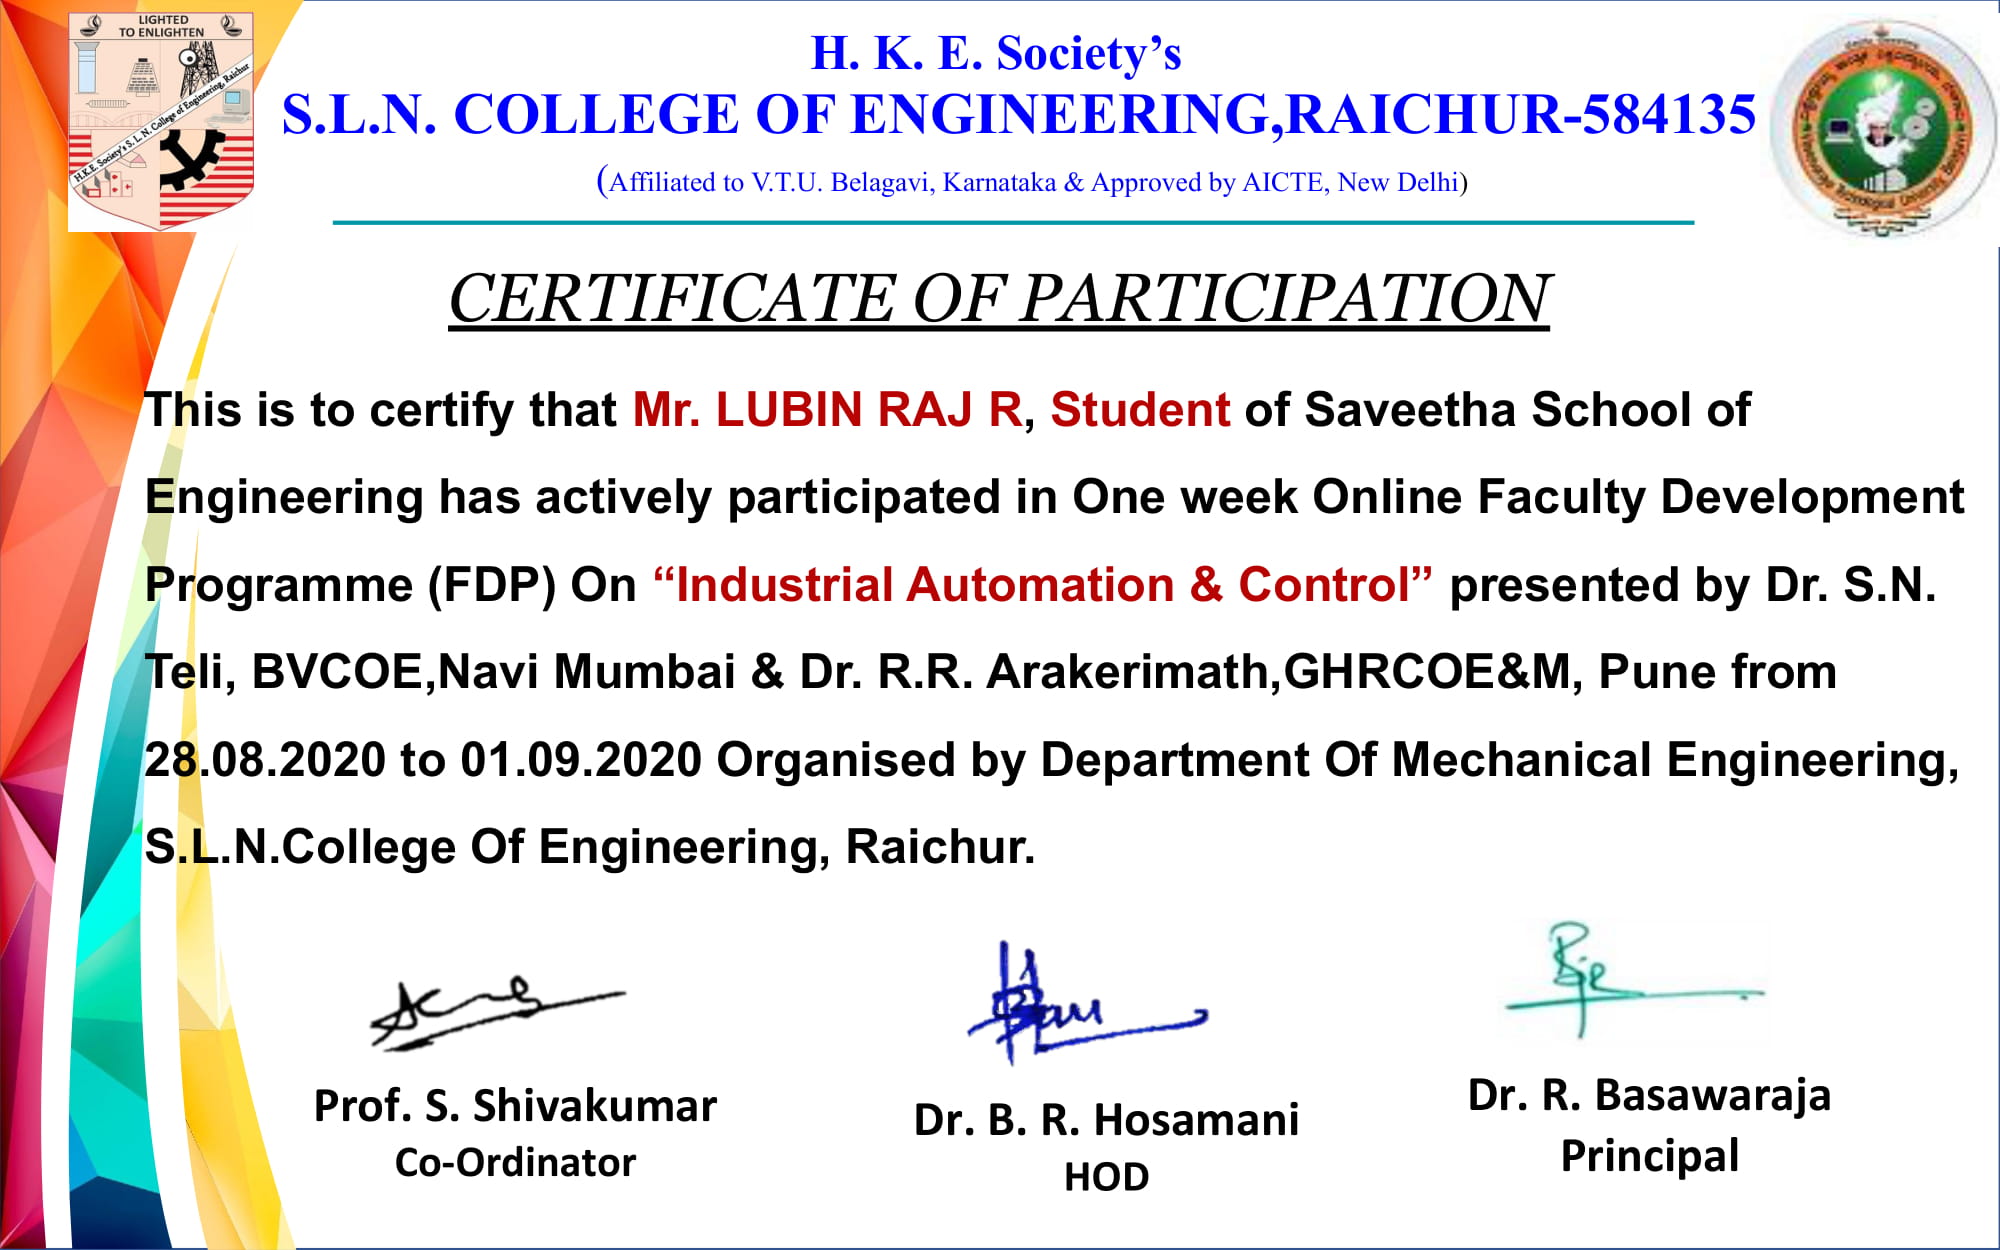 LIGHTED
TO ENLIGHTEN
H.K.E. Society's S. L. N. College of Engineering, Raichur
H. K. E. Society’s
S.L.N. COLLEGE OF ENGINEERING,RAICHUR-584135
(Affiliated to V.T.U. Belagavi, Karnataka & Approved by AICTE, New Delhi)
CERTIFICATE OF PARTICIPATION
This is to certify that Mr. LUBIN RAJ R, Student of Saveetha School of
Engineering has actively participated in One week Online Faculty Development
Programme (FDP) On “Industrial Automation & Control” presented by Dr. S.N.
Teli, BVCOE,Navi Mumbai & Dr. R.R. Arakerimath,GHRCOE&M, Pune from
28.08.2020 to 01.09.2020 Organised by Department Of Mechanical Engineering,
S.L.N.College Of Engineering, Raichur.
Prof. S. Shivakumar
Co-Ordinator
Dr. B. R. Hosamani
HOD
Dr. R. Basawaraja
Principal